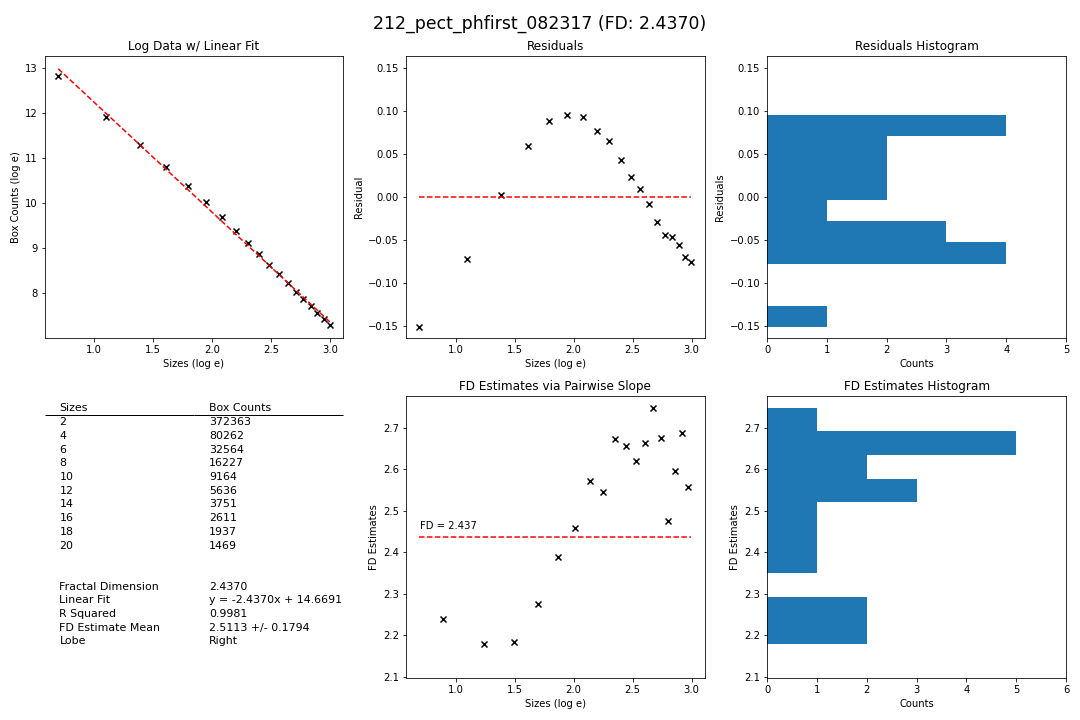 212_pect_phfirst_082317 (FD: 2.4370)
Log Data w/ Linear Fit
Box Counts (log e)
13
12
11
10
9
8
1.0 1.5 2.0 2.5 3.0
Sizes (log e)
Residuals
Residual
0.15
0.10
0.05
0.00
−0.05
−0.10
−0.15
1.0 1.5 2.0 2.5 3.0
Sizes (log e)
Residuals Histogram
Residuals
0.15
0.10
0.05
0.00
−0.05
−0.10
−0.15
0 1 2 3 4 5
Counts
Sizes Box Counts
2 372363
4 80262
6 32564
8 16227
10 9164
12 5636
14 3751
16 2611
18 1937
20 1469
Fractal Dimension 2.4370
Linear Fit y = -2.4370x + 14.6691
R Squared 0.9981
FD Estimate Mean 2.5113 +/- 0.1794
Lobe Right
FD Estimates via Pairwise Slope
FD Estimates
2.7
2.6
2.5
2.4
2.3
2.2
2.1
FD = 2.437
1.0 1.5 2.0 2.5 3.0
Sizes (log e)
FD Estimates Histogram
FD Estimates
2.7
2.6
2.5
2.4
2.3
2.2
2.1
0 1 2 3 4 5 6
Counts